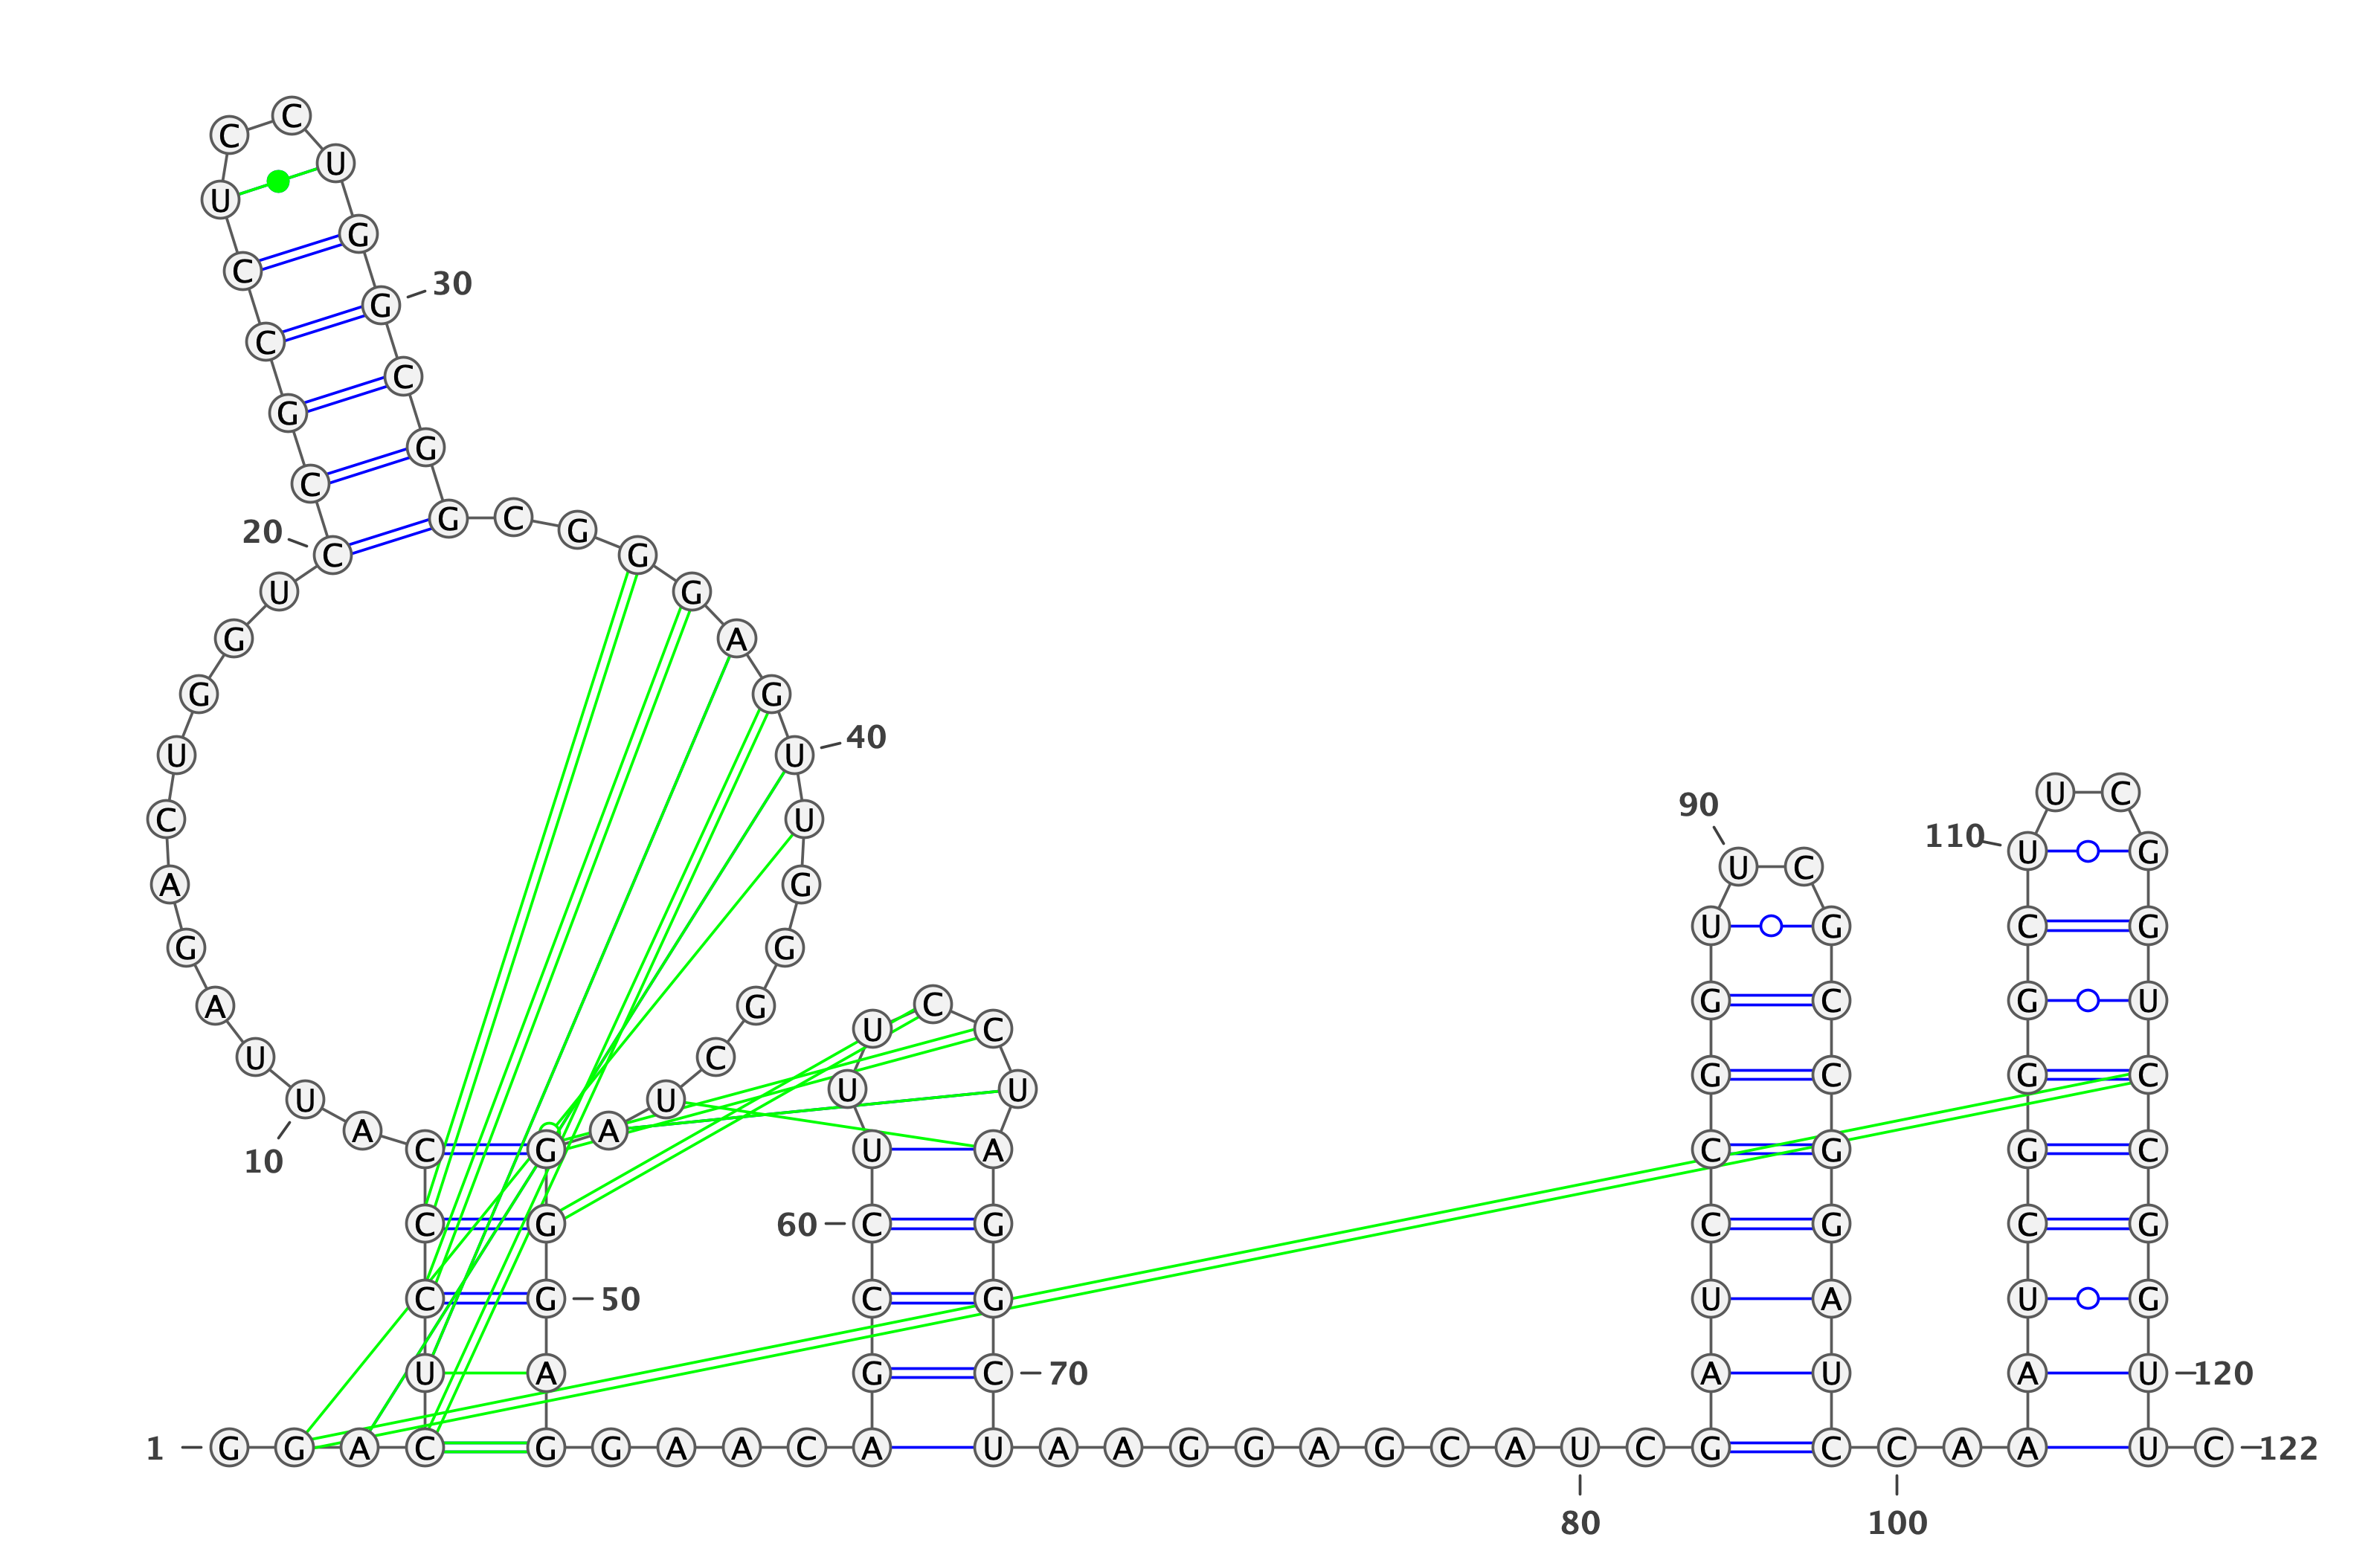 C
C
U
U
G
C
30
G
C
C
G
G
C
G C
G
20
C G
U G
G A
G G
40
U U
U C
90
C U
110
U G
U C
A G
U G C G
G G
G C G U
A G C
U C
U C
G C G C
U U
U U
A A
C G U A C G G C
10
C G 60 C G C G C G
C G 50 C G U A U G
U A G C 70 A U A U 120
1 G G A C G G A A C A U A A G G A G C A U C G C C A A U C 122
80 100